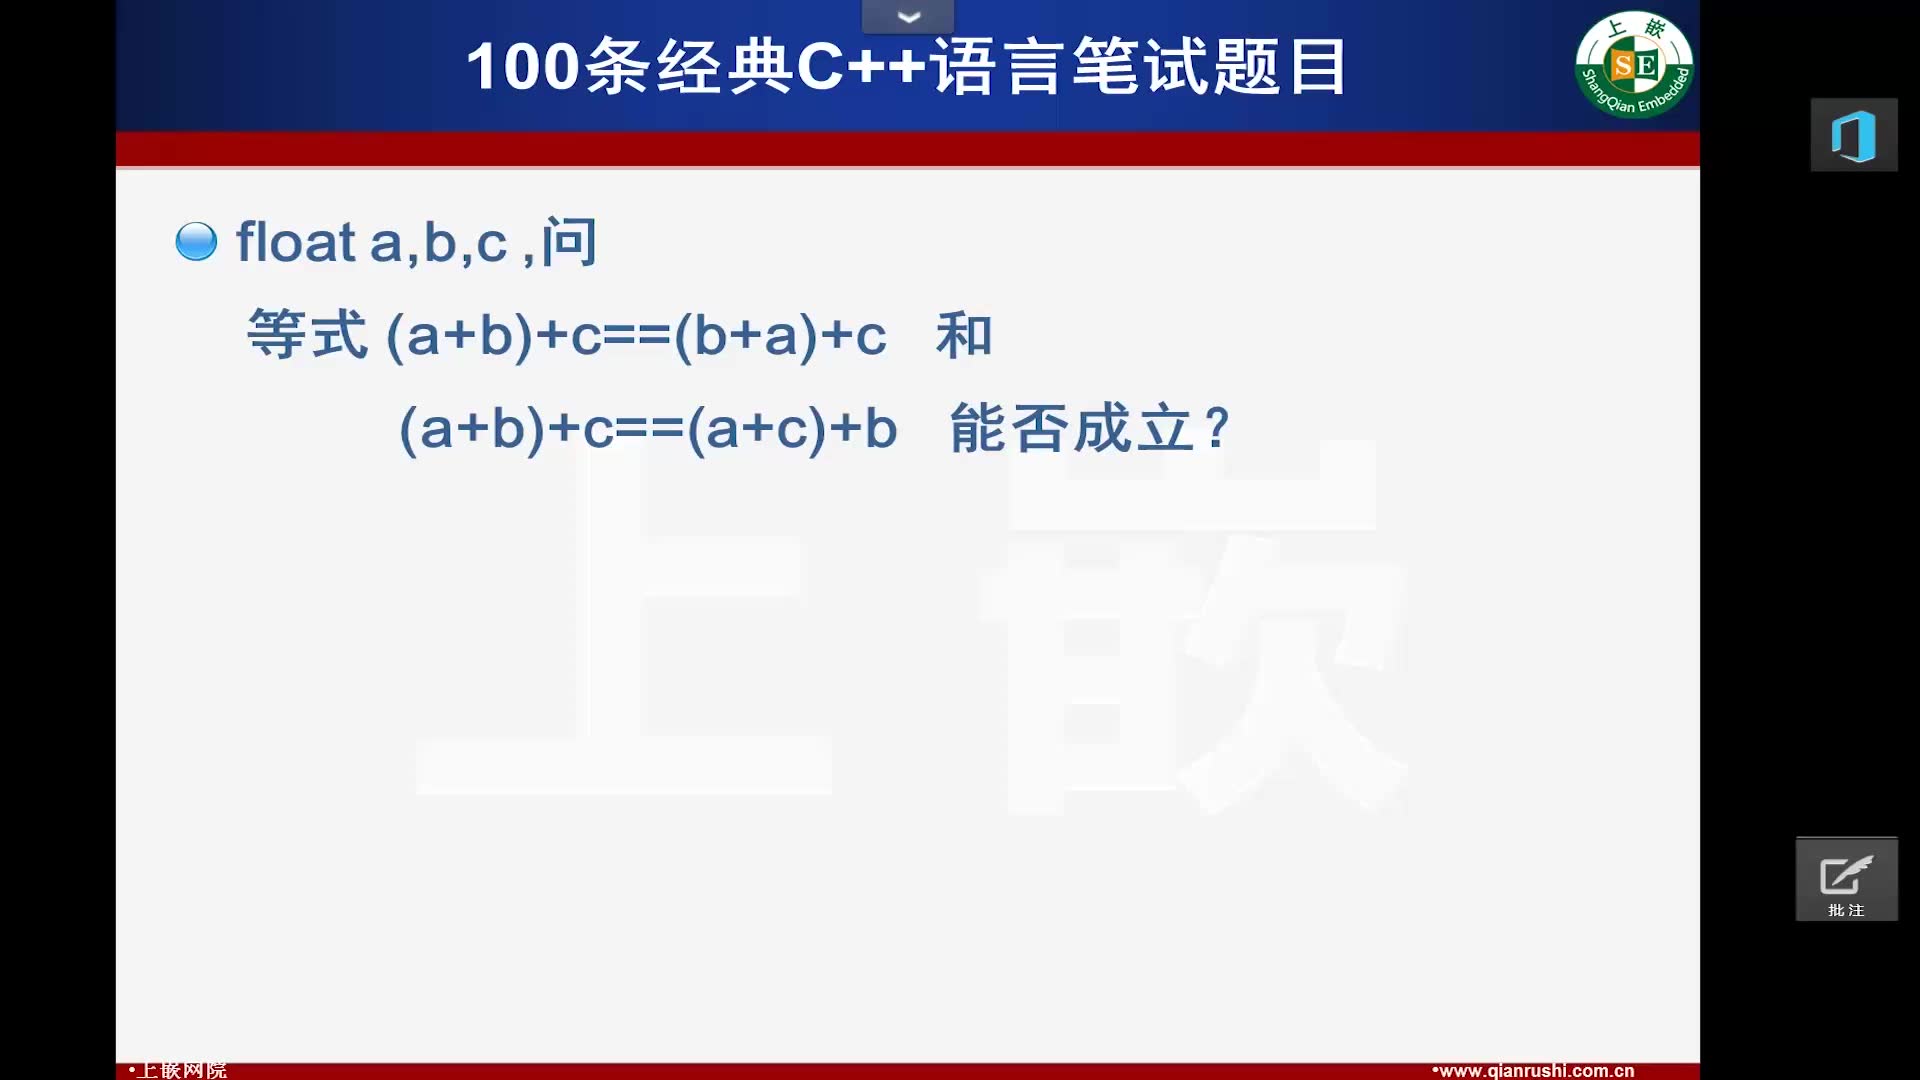 100条经典C++语言笔试题目
上 嵌
SE
ShangQian Embedded
float a,b,c ,问
等式 (a+b)+c==(b+a)+c 和
(a+b)+c==(a+c)+b 能否成立?
上 嵌
批注
•上嵌网院
•www.qianrushi.com.cn